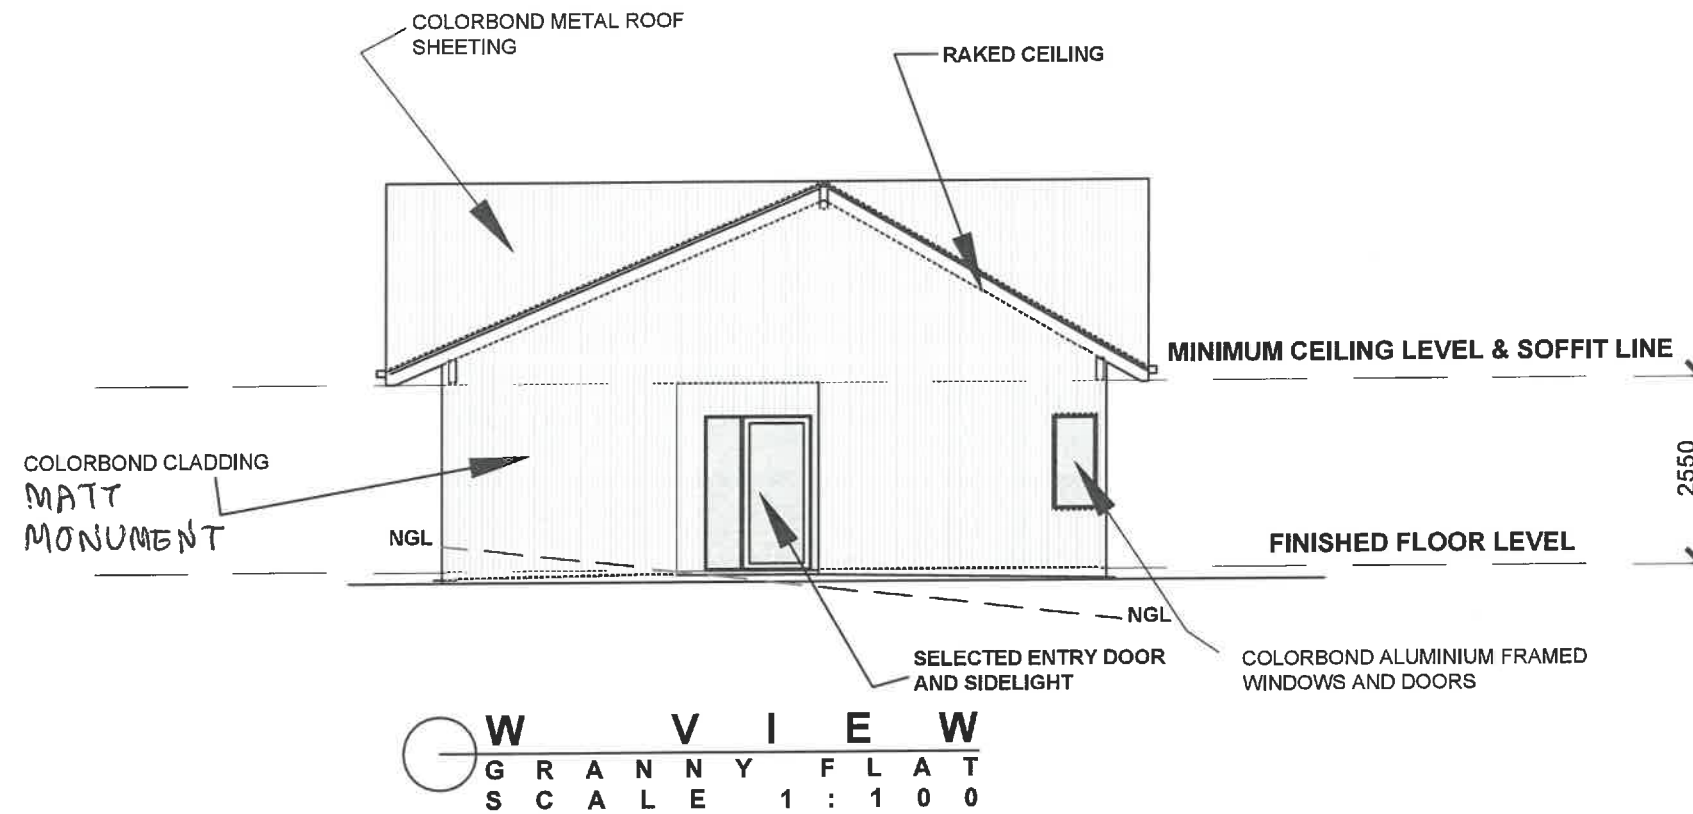 COLORBOND METAL ROOF
SHEETING
RAKED CEILING
MINIMUM CEILING LEVEL & SOFFIT LINE
2550
COLORBOND CLADDING
MATT
MONUMENT
NGL
FINISHED FLOOR LEVEL
NGL
SELECTED ENTRY DOOR
AND SIDELIGHT
COLORBOND ALUMINIUM FRAMED
WINDOWS AND DOORS
W VIEW
GRANNY FLAT
SCALE 1:100